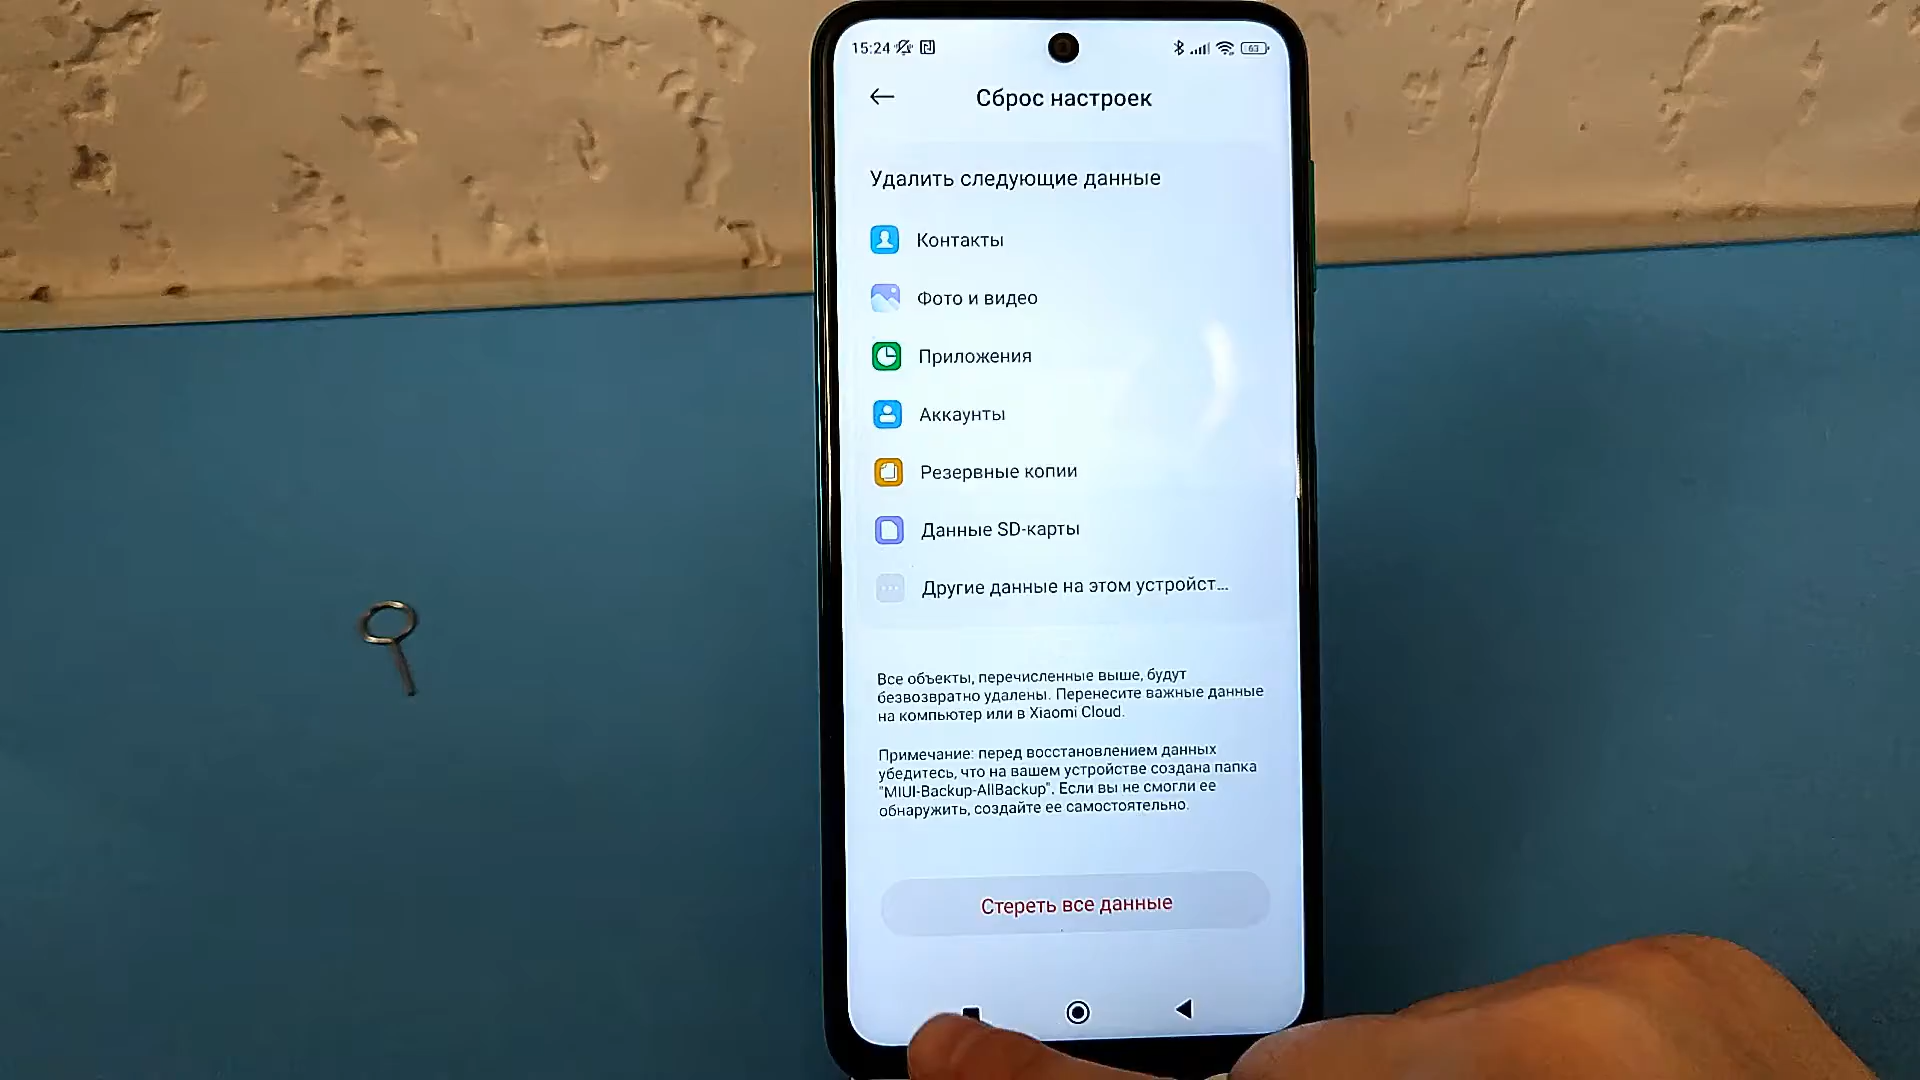 15:24
63
Сброс настроек
Удалить следующие данные
Контакты
Фото и видео
Приложения
Аккаунты
Резервные копии
Данные SD-карты
Другие данные на этом устройст...
Все объекты, перечисленные выше, будут
безвозвратно удалены. Перенесите важные данные
на компьютер или в Xiaomi Cloud.
Примечание: перед восстановлением данных
убедитесь, что на вашем устройстве создана папка
"MIUI-Backup-AllBackup". Если вы не смогли ее
обнаружить, создайте ее самостоятельно.
Стереть все данные